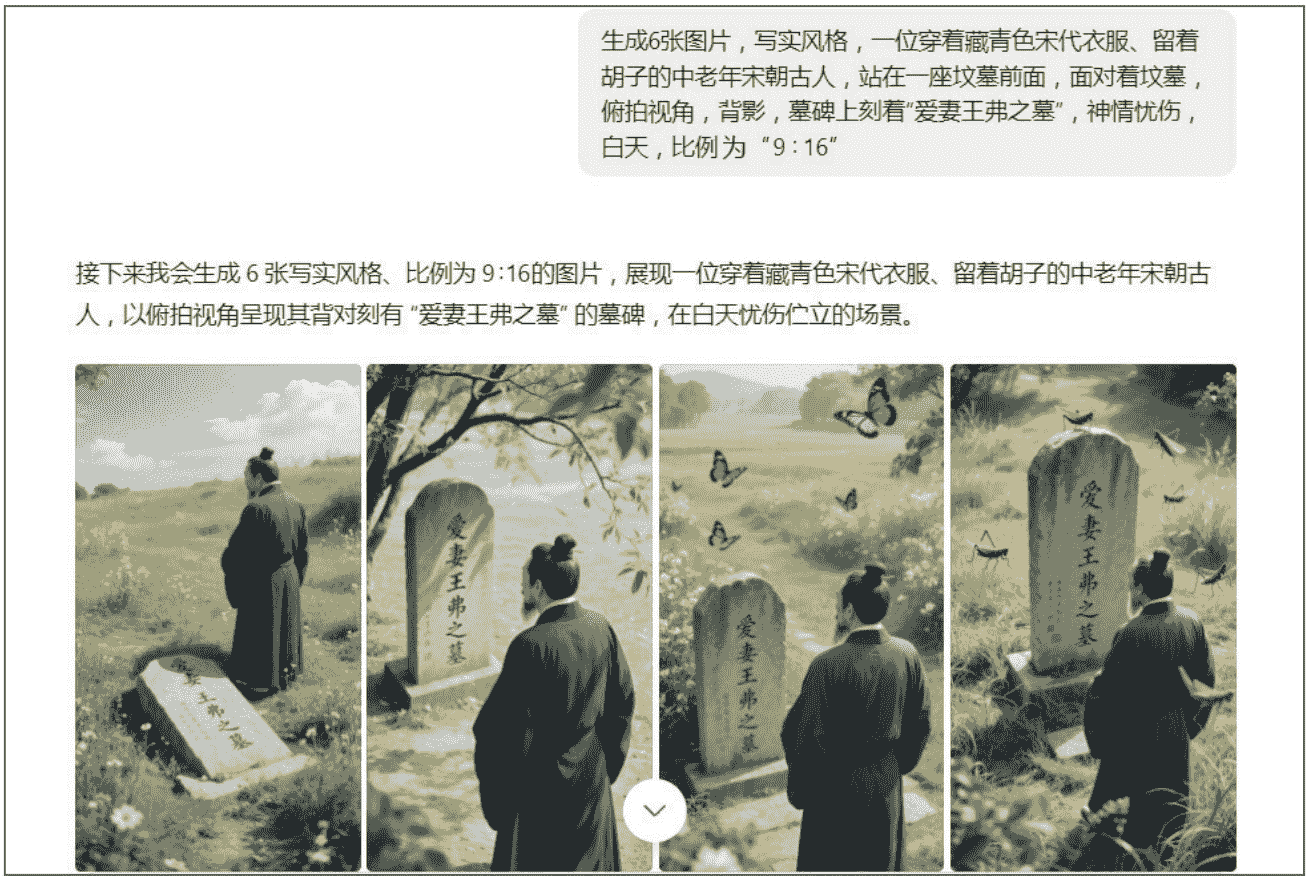 生成6张图片，写实风格，一位穿着藏青色宋代衣服、留着
胡子的中老年宋朝古人，站在一座坟墓前面，面对着坟墓，
俯拍视角，背影，墓碑上刻着“爱妻王弗之墓”，神情忧伤，
白天，比例为“9：16”
接下来我会生成 6 张写实风格、比例为 9:16的图片，展现一位穿着藏青色宋代衣服、留着胡子的中老年宋朝古
人，以俯拍视角呈现其背对刻有 “爱妻王弗之墓” 的墓碑，在白天忧伤伫立的场景。
爱妻王弗之墓
爱妻王弗之墓
爱妻王弗之墓
爱妻王弗之墓